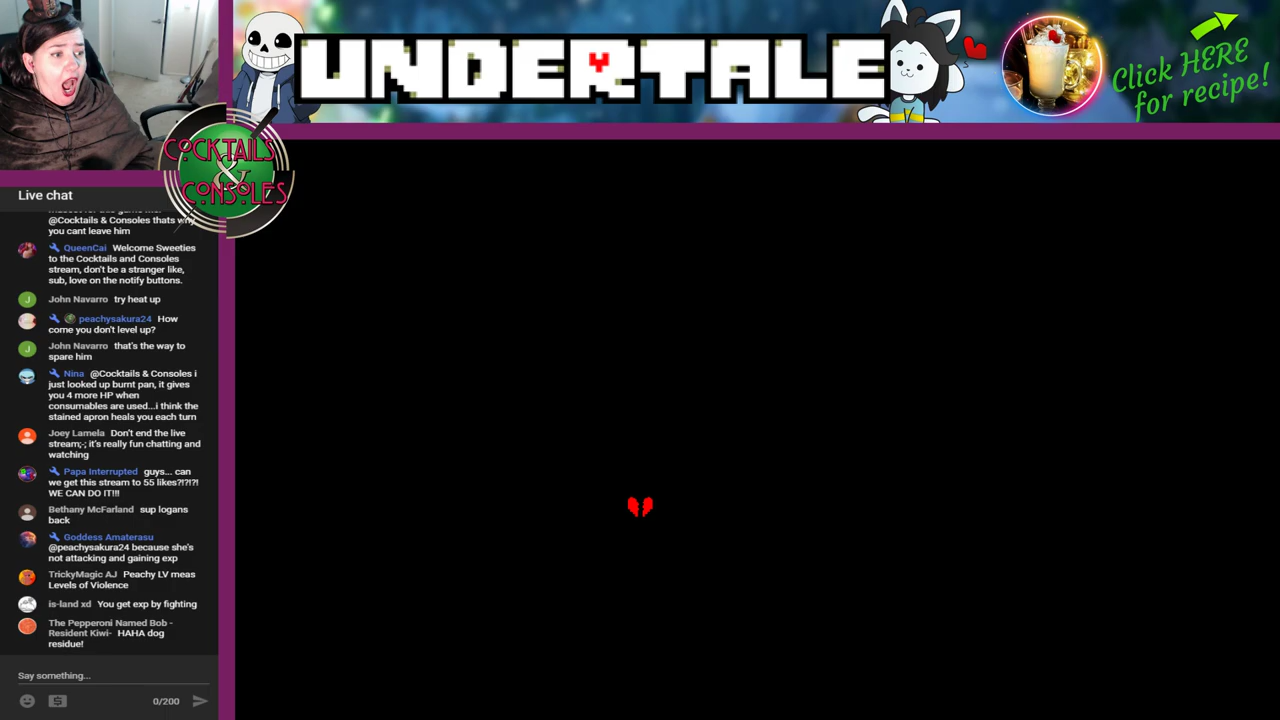 UNDERTALE
Click HERE
for recipe!
COCKTAILS
&
CONSOLES
Live chat
@Cocktails & Consoles thats why
you cant leave him
QueenCai Welcome Sweeties
to the Cocktails and Consoles
stream, don't be a stranger like,
sub, love on the notify buttons.
J John Navarro try heat up
peachysakura24 How
come you don't level up?
J John Navarro that's the way to
spare him
Nina @Cocktails & Consoles i
just looked up burnt pan, it gives
you 4 more HP when
consumables are used...i think the
stained apron heals you each turn
Joey Lamela Don't end the live
stream;-; it's really fun chatting and
watching
Papa Interrupted guys... can
we get this stream to 55 likes?!?!?!
WE CAN DO IT!!!
Bethany McFarland sup logans
back
Goddess Amaterasu
@peachysakura24 because she's
not attacking and gaining exp
TrickyMagic AJ Peachy LV meas
Levels of Violence
is-land xd You get exp by fighting
The Pepperoni Named Bob -
Resident Kiwi- HAHA dog
residue!
Say something...
0/200